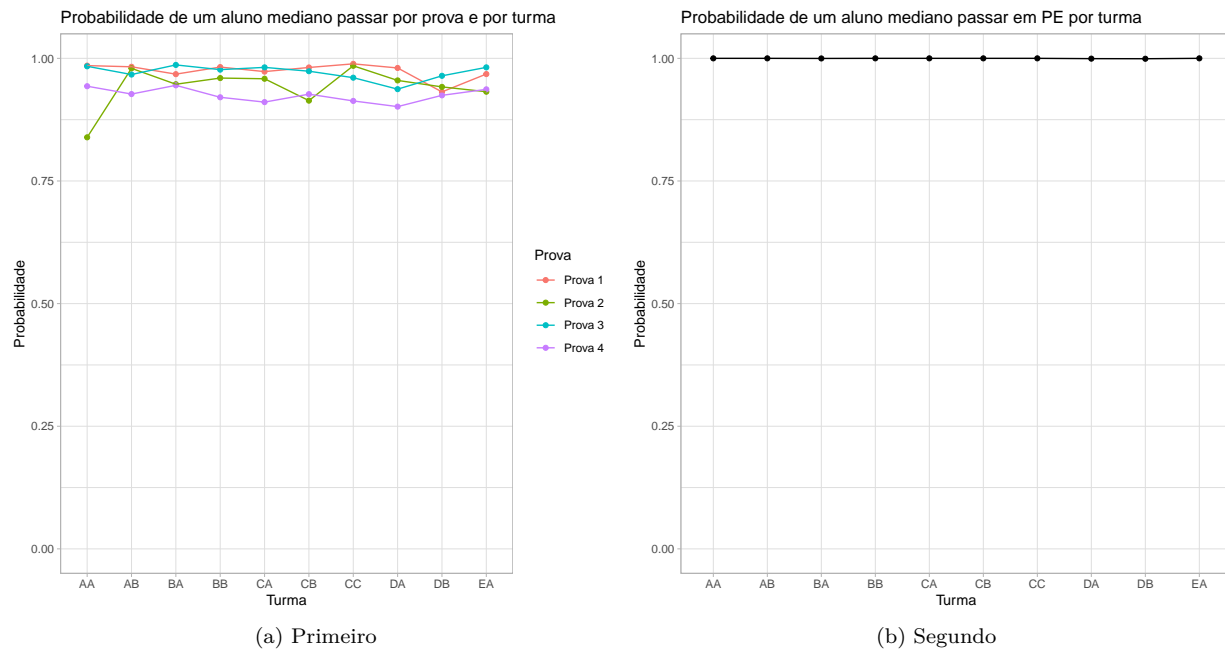 Probabilidade de um aluno mediano passar por prova e por turma
1.00
0.75
0.50
0.25
0.00
Probabilidade
AA AB BA BB CA CB CC DA DB EA
Turma
Prova
Prova 1
Prova 2
Prova 3
Prova 4
(a) Primeiro
Probabilidade de um aluno mediano passar em PE por turma
1.00
0.75
0.50
0.25
0.00
Probabilidade
AA AB BA BB CA CB CC DA DB EA
Turma
(b) Segundo